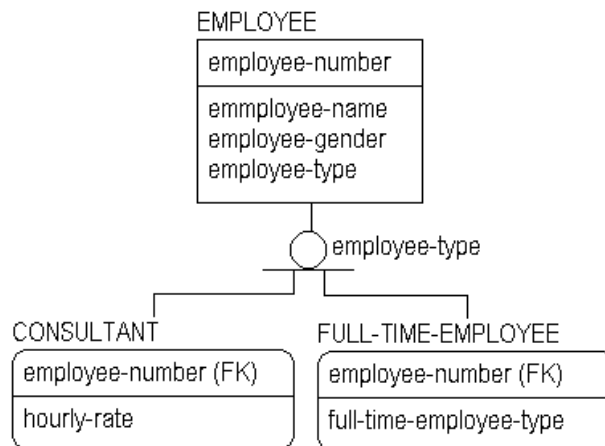 EMPLOYEE
employee-number
emmployee-name
employee-gender
employee-type
employee-type
CONSULTANT
employee-number (FK)
hourly-rate
FULL-TIME-EMPLOYEE
employee-number (FK)
full-time-employee-type